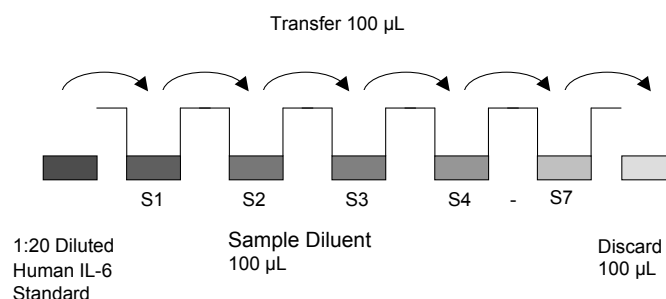 Transfer 100 µL
S1 S2 S3 S4 - S7
1:20 Diluted
Human IL-6
Standard
Sample Diluent
100 µL
Discard
100 µL